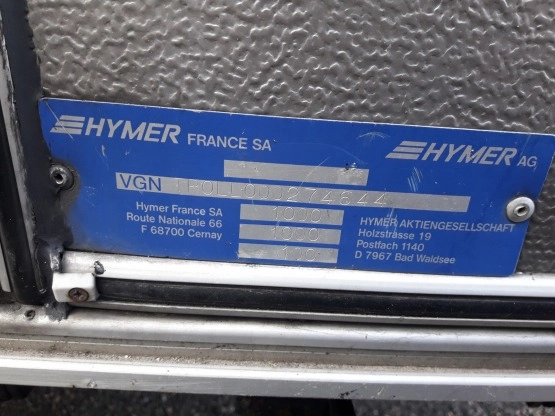 HYMER FRANCE SA
HYMER AG
VGN
Hymer France SA
Route Nationale 66
F 68700 Cernay
HYMER AKTIENGESELLSCHAFT
Holzstrasse 19
Postfach 1140
D 7967 Bad Waldsee